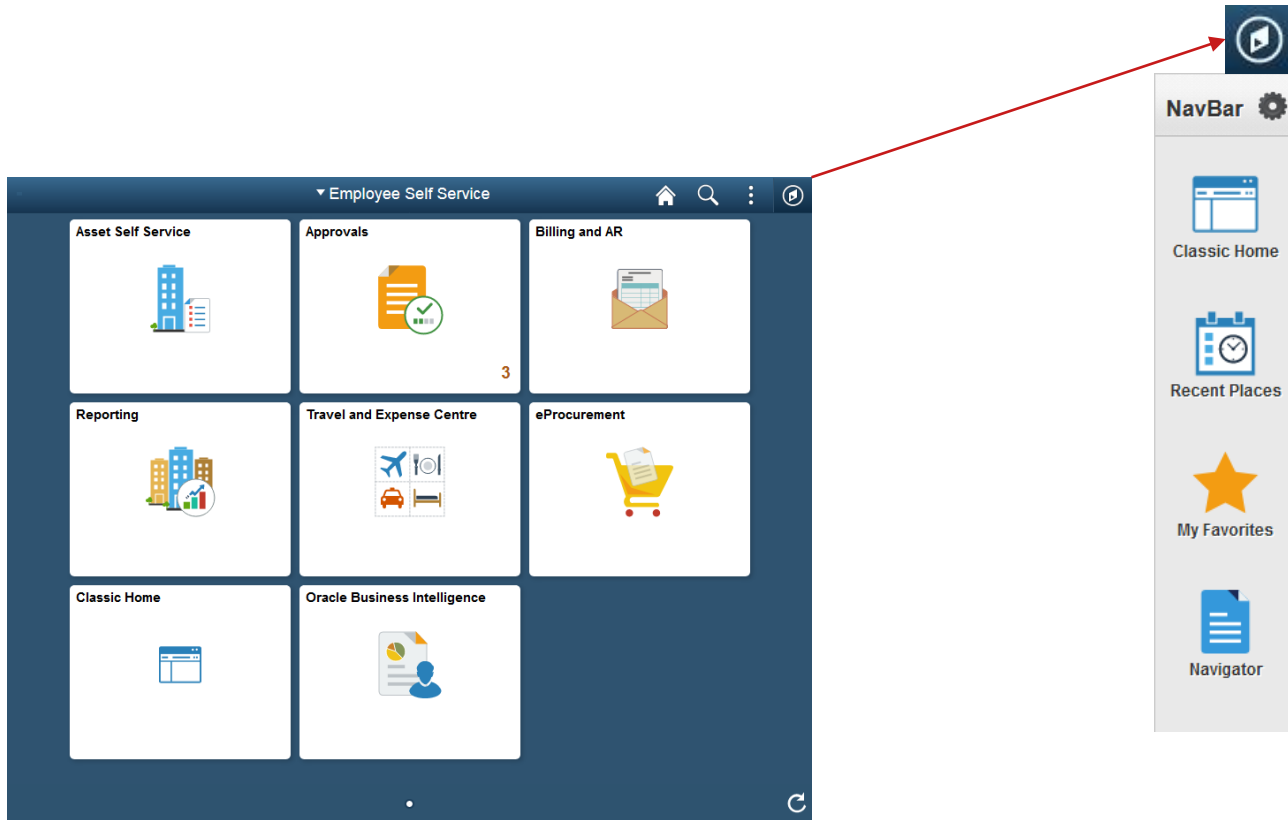 NavBar
Classic Home
Recent Places
My Favorites
Navigator
Employee Self Service
Asset Self Service
Approvals
3
Billing and AR
Reporting
Travel and Expense Centre
eProcurement
Classic Home
Oracle Business Intelligence